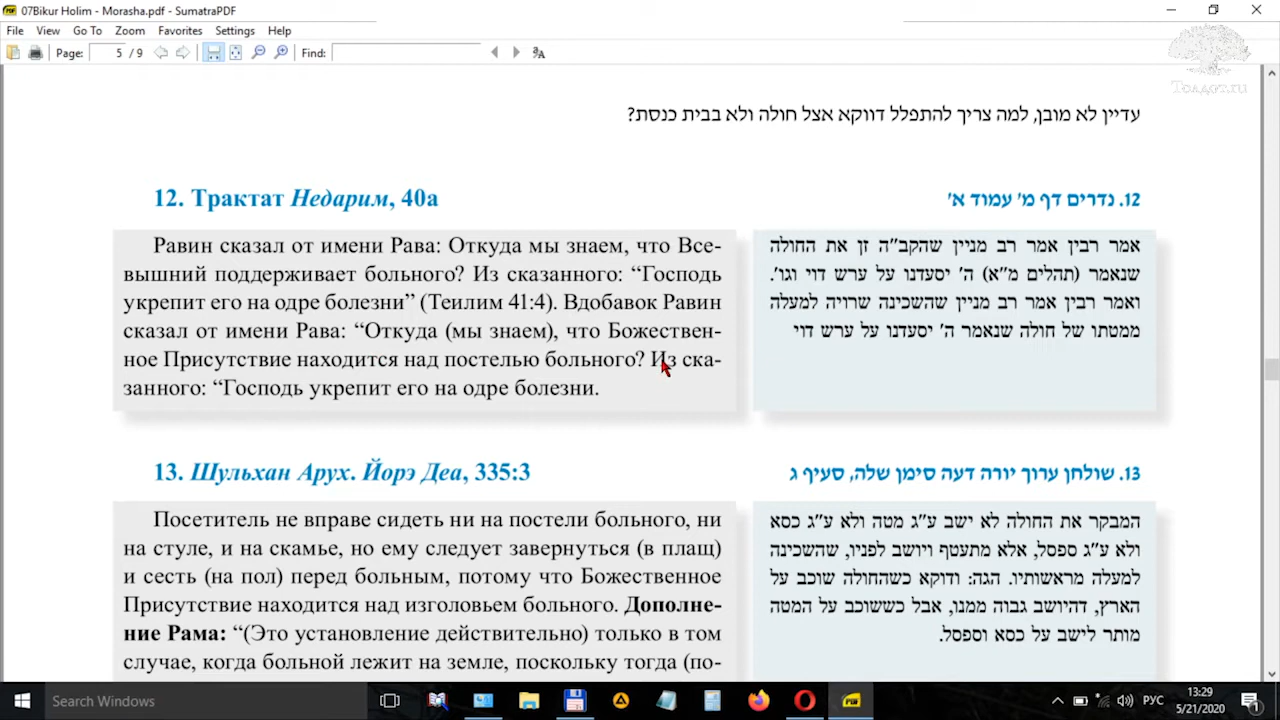 07Bikur Holim - Morasha.pdf - SumatraPDF
File View Go To Zoom Favorites Settings Help
Page: 5 / 9 Find:
Толдот.ru
עדיין לא מובן, למה צריך להתפלל דווקא אצל חולה ולא בבית כנסת?
12. Трактат Недарим, 40а
Равин сказал от имени Рава: Откуда мы знаем, что Все-
вышний поддерживает больного? Из сказанного: “Господь
укрепит его на одре болезни” (Теилим 41:4). Вдобавок Равин
сказал от имени Рава: “Откуда (мы знаем), что Божествен-
ное Присутствие находится над постелью больного? Из ска-
занного: “Господь укрепит его на одре болезни.
12. נדרים דף מ' עמוד א'
אמר רבין אמר רב מניין שהקב"ה זן את החולה
שנאמר (תהלים מ"א) ה' יסעדנו על ערש דוי וגו'.
ואמר רבין אמר רב מניין שהשכינה שרויה למעלה
ממטתו של חולה שנאמר ה' יסעדנו על ערש דוי
13. Шульхан Арух. Йорэ Деа, 335:3
Посетитель не вправе сидеть ни на постели больного, ни
на стуле, и на скамье, но ему следует завернуться (в плащ)
и сесть (на пол) перед больным, потому что Божественное
Присутствие находится над изголовьем больного. Дополне-
ние Рама: “(Это установление действительно) только в том
случае, когда больной лежит на земле, поскольку тогда (по-
13. שולחן ערוך יורה דעה סימן שלה, סעיף ג
המבקר את החולה לא ישב ע"ג מטה ולא ע"ג כסא
ולא ע"ג ספסל, אלא מתעטף ויושב לפניו, שהשכינה
למעלה מראשותיו. הגה: ודוקא כשהחולה שוכב על
הארץ, דהיושב גבוה ממנו, אבל כששוכב על המטה
מותר לישב על כסא וספסל.
Search Windows
РУС
13:29
5/21/2020